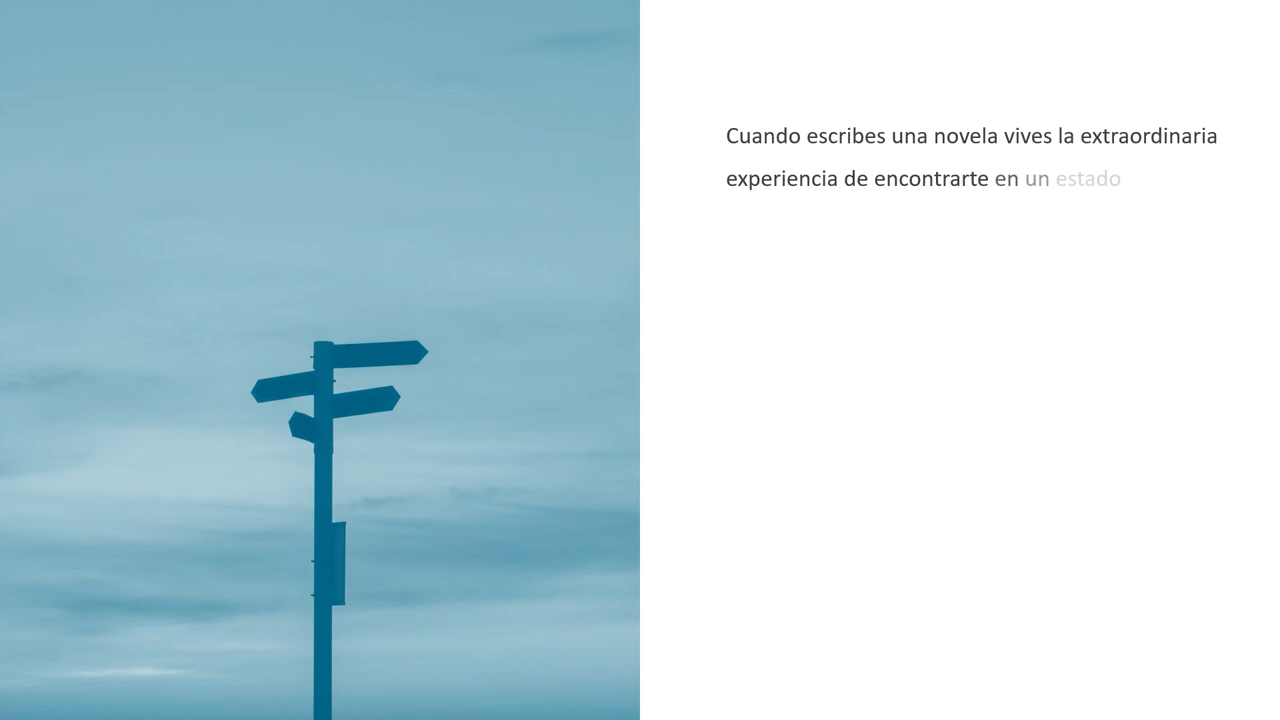 Cuando escribes una novela vives la extraordinaria
experiencia de encontrarte en un estado